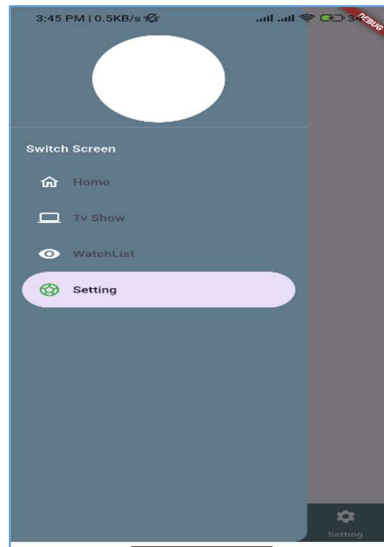 3:45 PM | 0.5KB/s
DEBUG
Switch Screen
Home
Tv Show
WatchList
Setting
Setting